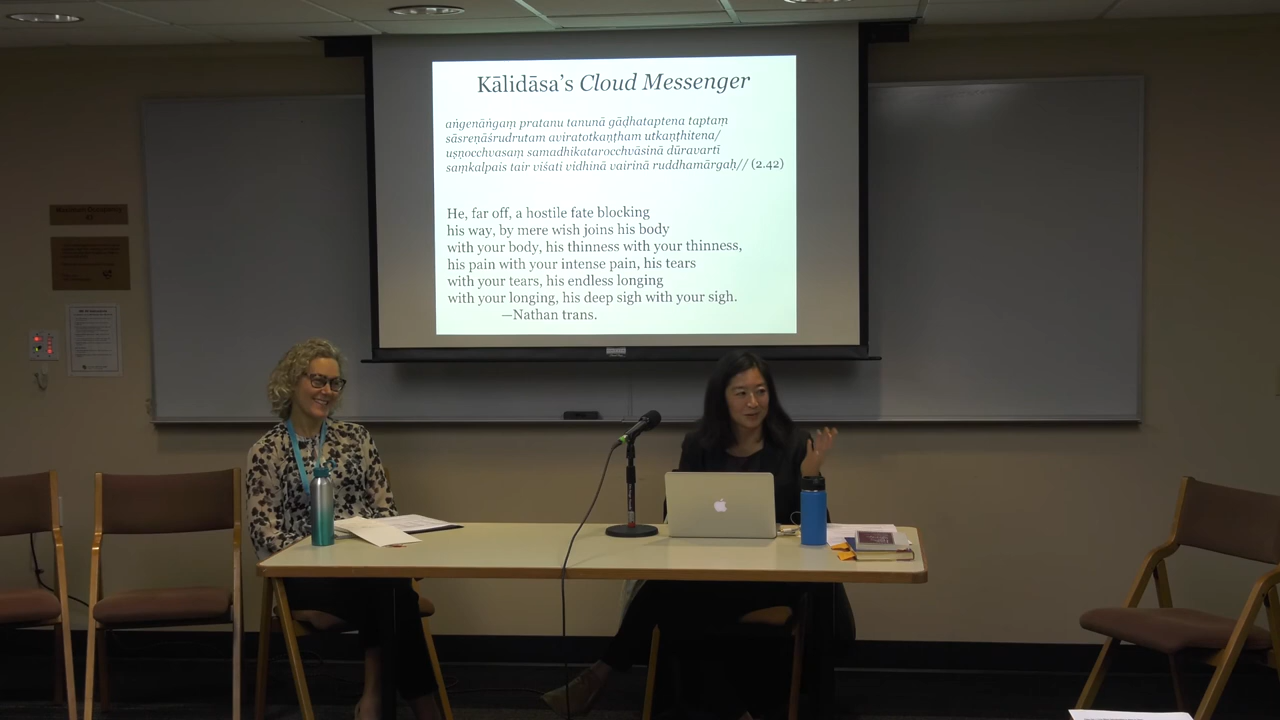 Kālidāsa's Cloud Messenger
aṅgenāṅgaṃ pratanu tanunā gāḍhataptena taptaṃ
sāsreṇāśrudrutam aviratotkaṇṭham utkaṇṭhitena/
uṣṇocchvasaṃ samadhikatarocchvāsinā dūravartī
saṃkalpais tair viśati vidhinā vairinā ruddhamārgaḥ// (2.42)
He, far off, a hostile fate blocking
his way, by mere wish joins his body
with your body, his thinness with your thinness,
his pain with your intense pain, his tears
with your tears, his endless longing
with your longing, his deep sigh with your sigh.
—Nathan trans.